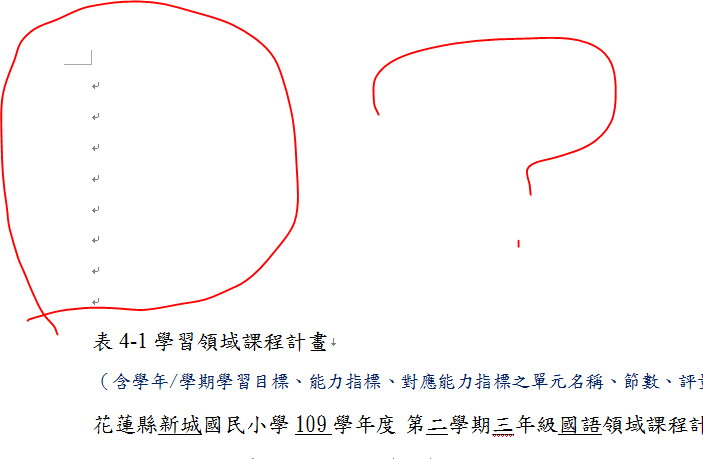 表 4-1 學習領域課程計畫
（含學年/學期學習目標、能力指標、對應能力指標之單元名稱、節數、評量
花蓮縣新城國民小學 109 學年度 第二學期三年級國語領域課程計